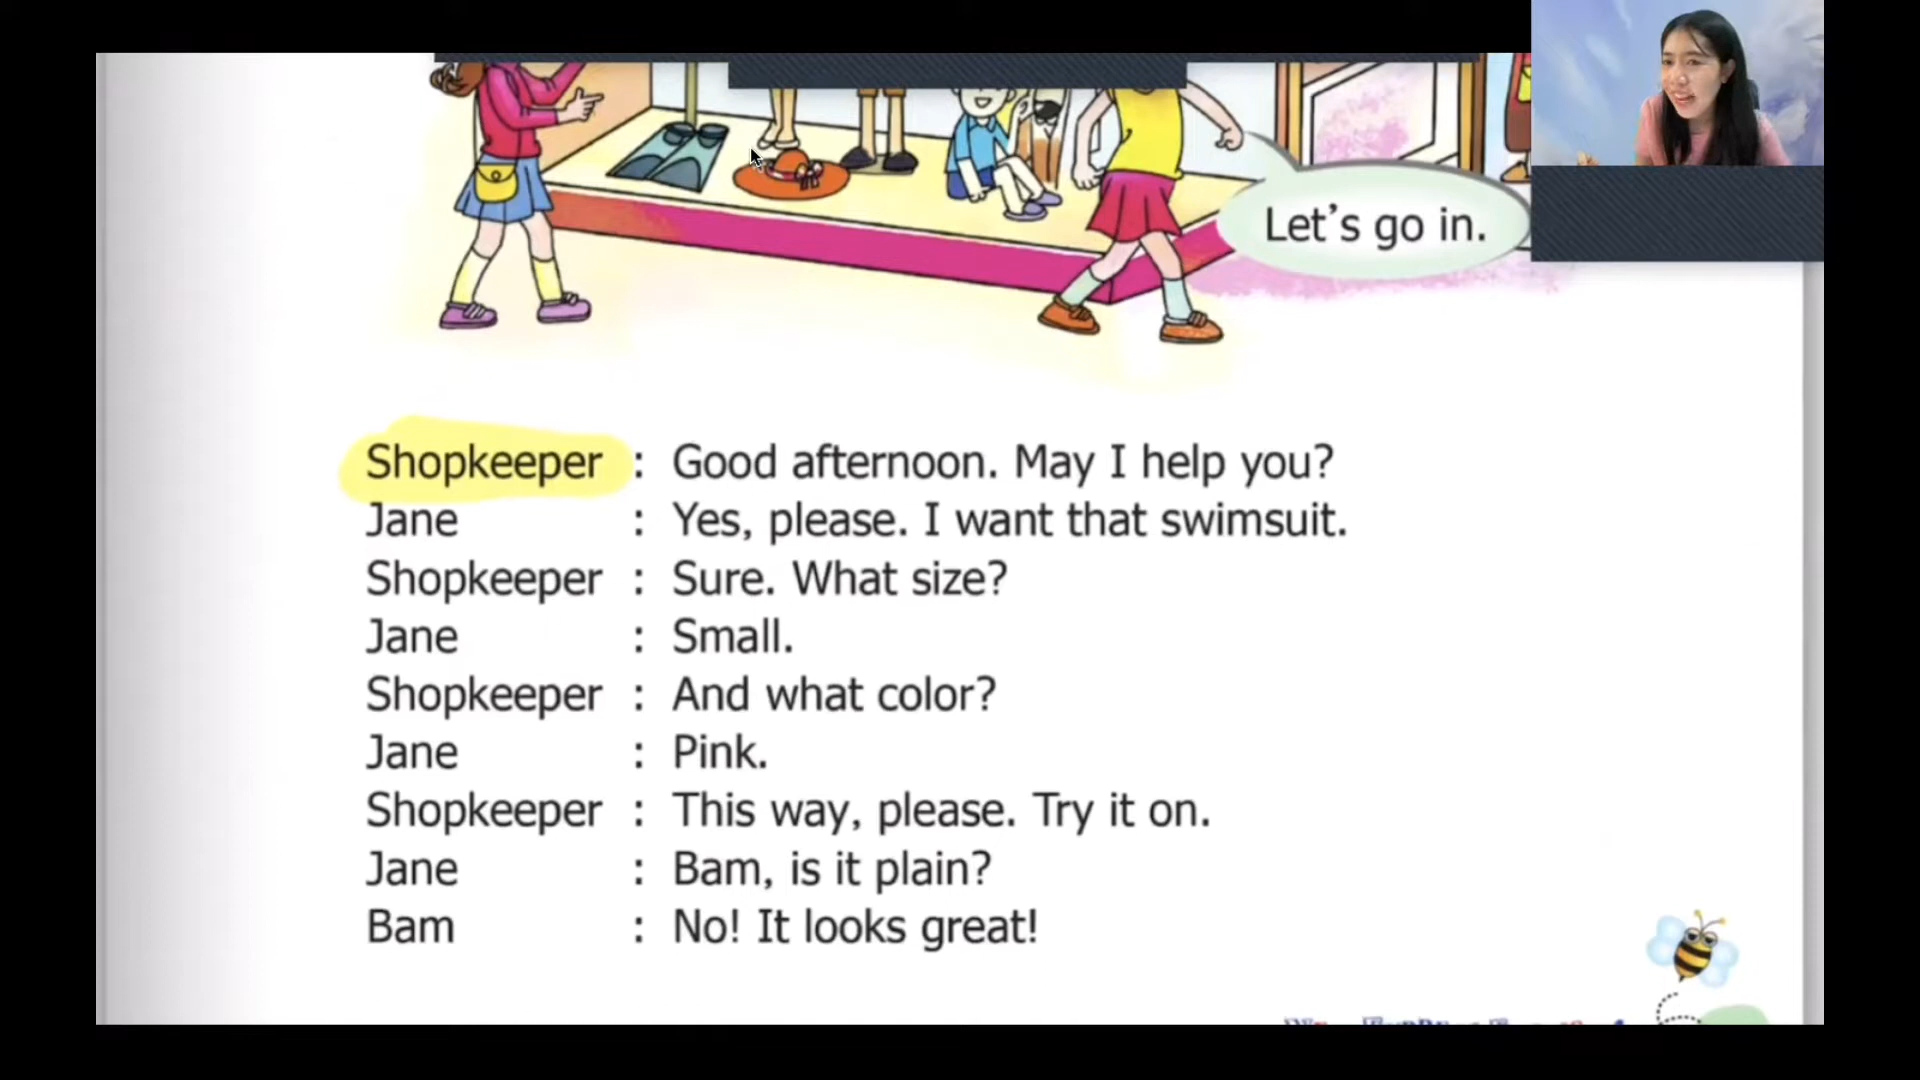 Let's go in.
Shopkeeper : Good afternoon. May I help you?
Jane : Yes, please. I want that swimsuit.
Shopkeeper : Sure. What size?
Jane : Small.
Shopkeeper : And what color?
Jane : Pink.
Shopkeeper : This way, please. Try it on.
Jane : Bam, is it plain?
Bam : No! It looks great!